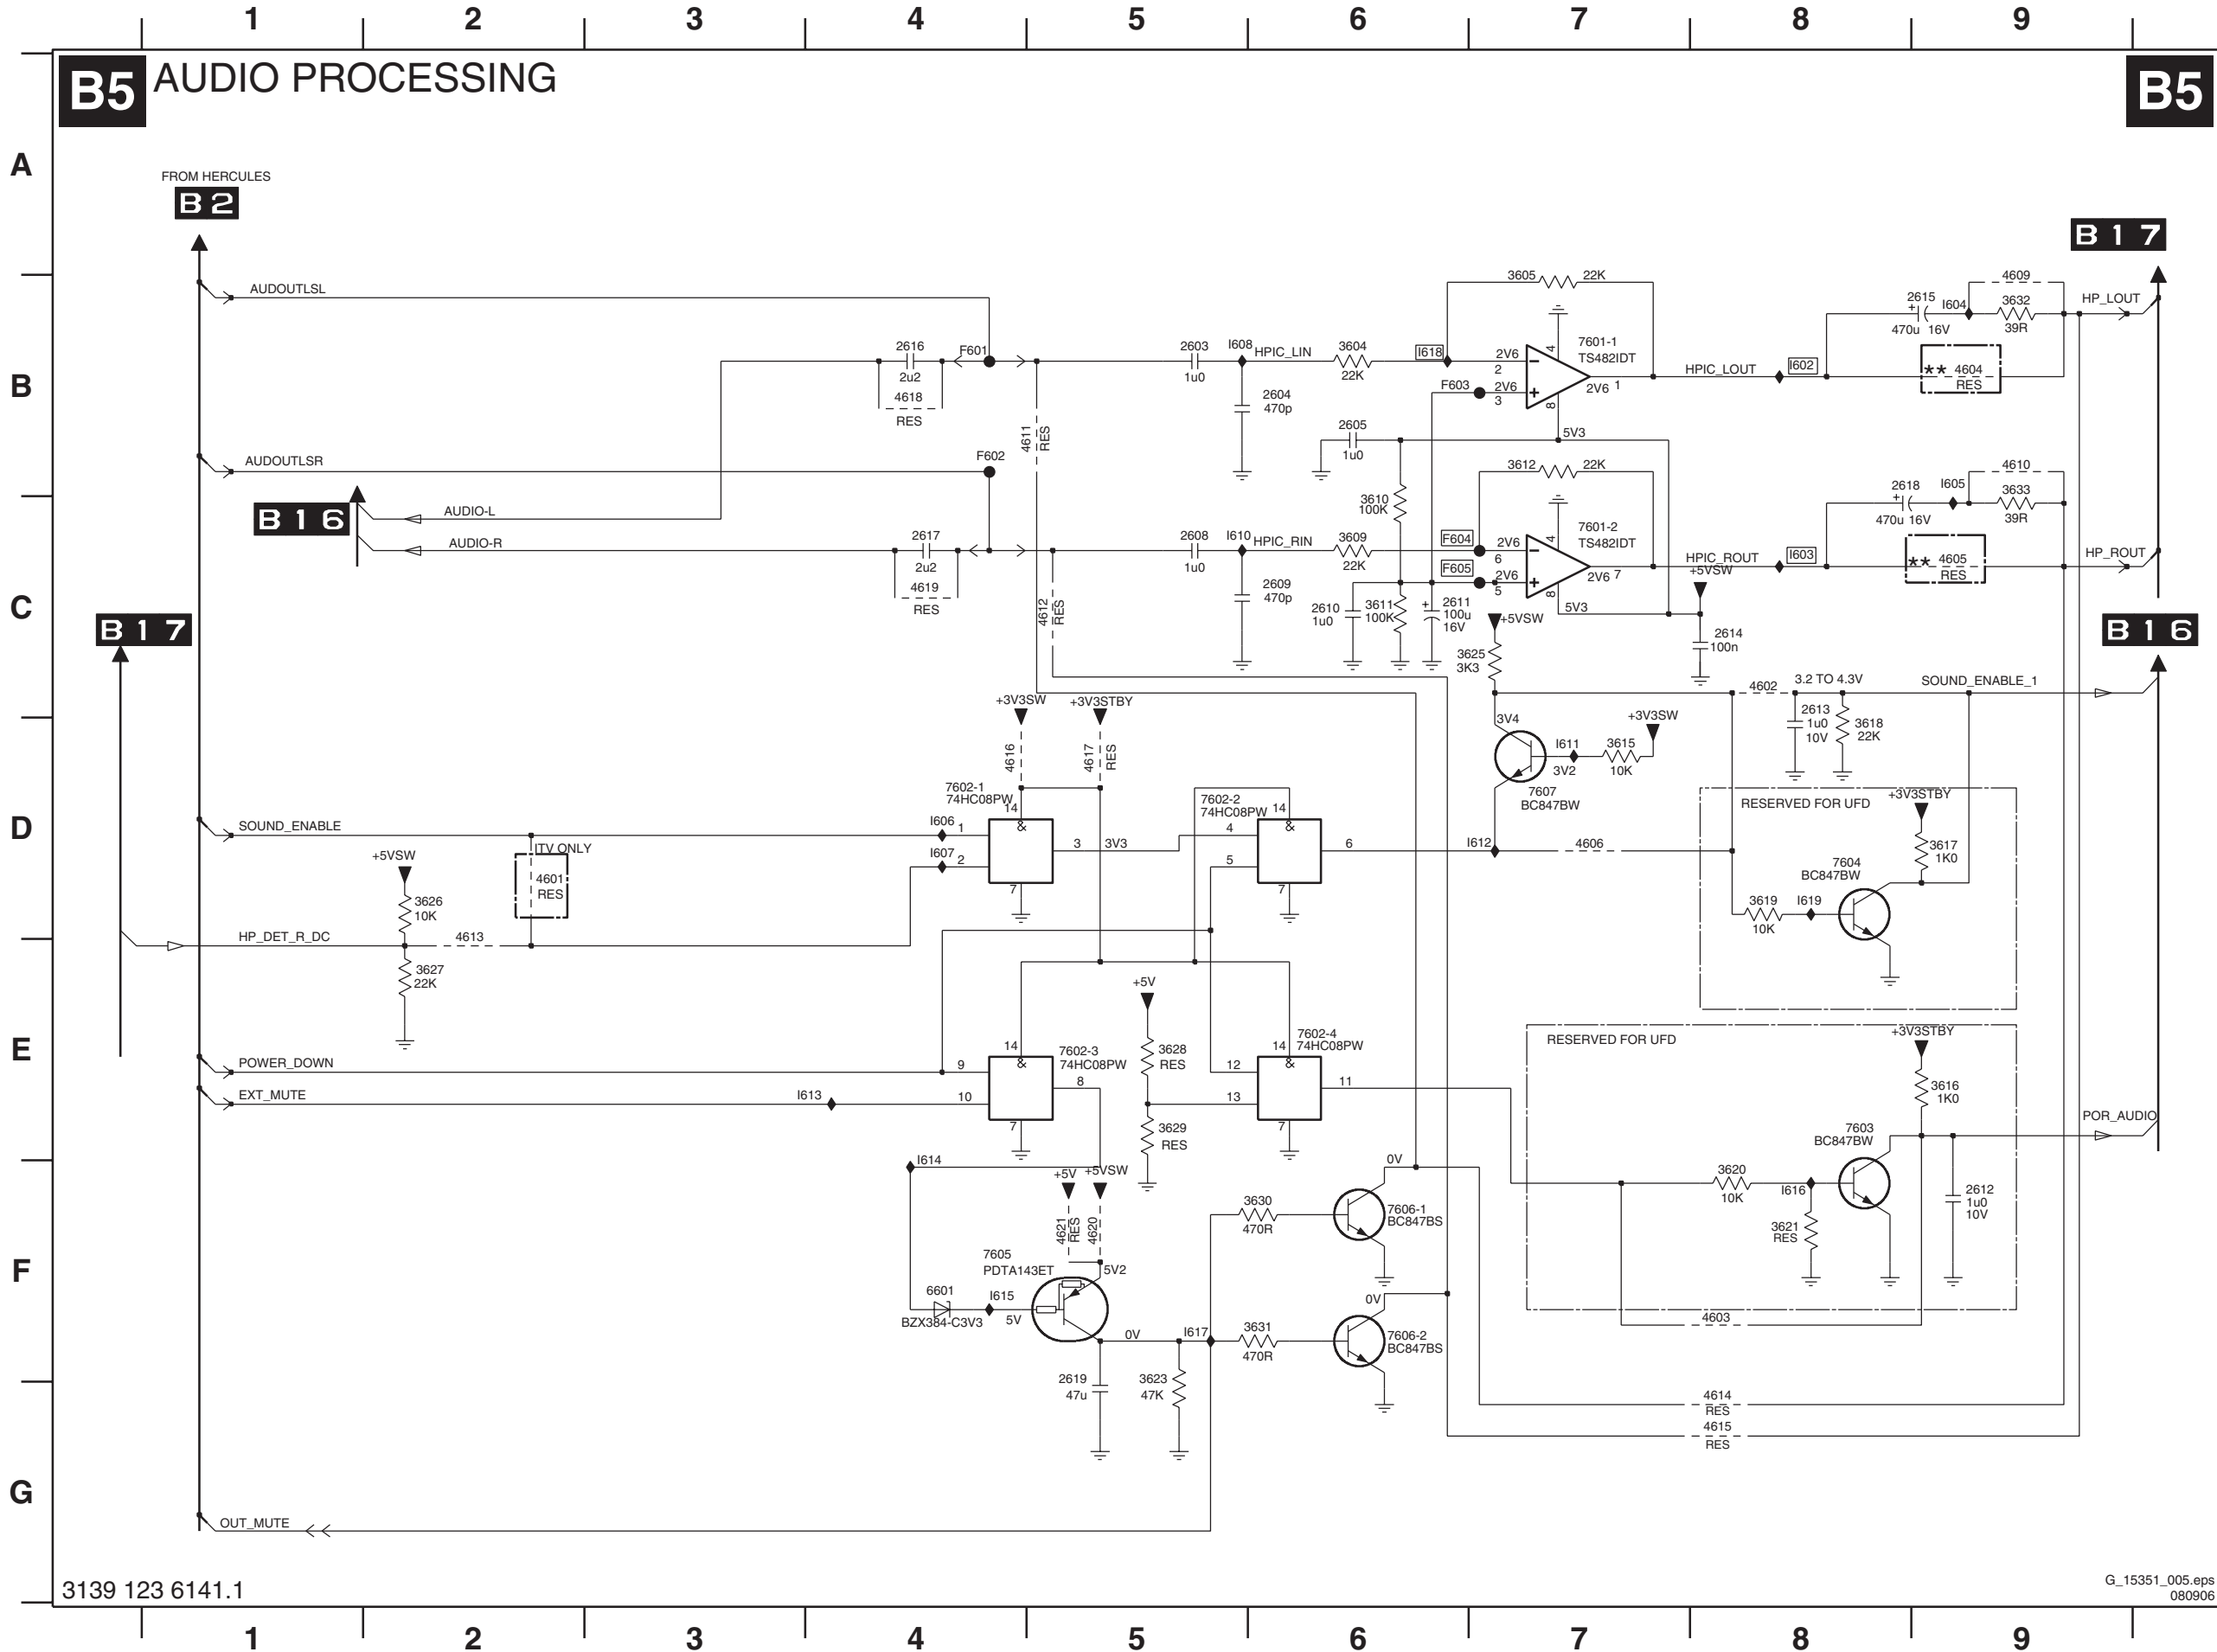 1 2 3 4 5 6 7 8 9
B5 AUDIO PROCESSING B5
A
FROM HERCULES
B 2
B 1 7
AUDOUTLSL
3605 22K
4609
2615 I604 3632 HP_LOUT
470u 16V 39R
B
2616 F601
2u2
4618
RES
2603 I608 HPIC_LIN 3604 I618
1u0 22K
2604
470p
2V6 2
F603 2V6 3
4
8
7601-1
TS482IDT
2V6 1
HPIC_LOUT I602
** 4604
RES
4611 RES
2605
1u0
5V3
AUDOUTLSR F602
3612 22K
4610
B 1 6
AUDIO-L
AUDIO-R
3610
100K
2618 I605 3633
470u 16V 39R
2617
2u2
4619
RES
2608 I610 HPIC_RIN 3609 F604
1u0 22K
2V6 6
F605 2V6 5
4
8
7601-2
TS482IDT
2V6 7
HPIC_ROUT I603
+5VSW
** 4605
RES
HP_ROUT
C
4612 RES
2609
470p
2610
1u0
3611
100K
2611
100u
16V
5V3
+5VSW
2614
100n
B 1 7
B 1 6
3625
3K3
4602 3.2 TO 4.3V SOUND_ENABLE_1
+3V3SW +3V3STBY
3V4
+3V3SW
2613
1u0
10V
3618
22K
4616
4617 RES
I611 3615
3V2 10K
7607
BC847BW
7602-1
74HC08PW
14
7602-2
74HC08PW 14
RESERVED FOR UFD +3V3STBY
D
SOUND_ENABLE I606 1
&
3 3V3
4
&
ITV ONLY
I607 2
5
6
I612 4606
3617
1K0
+5VSW
4601
RES
7
7
7604
BC847BW
3626
10K
3619 I619
10K
HP_DET_R_DC 4613
3627
22K
+5V
E
14
&
7602-3
74HC08PW
3628
RES
7602-4
14 74HC08PW
&
RESERVED FOR UFD +3V3STBY
POWER_DOWN 9
8
12
11
EXT_MUTE I613 10
13
3616
1K0
7
3629
RES
7
7603
BC847BW
POR_AUDIO
I614
+5V +5VSW
0V
3620 I616
10K
2612
1u0
10V
3630
470R
7606-1
BC847BS
3621
RES
4621 RES
4620
F
7605
PDTA143ET
5V2
6601 I615
BZX384-C3V3 5V
0V
0V I617 3631
470R
7606-2
BC847BS
4603
2619
47u
3623
47K
4614
RES
4615
RES
G
OUT_MUTE
3139 123 6141.1
G_15351_005.eps
080906
1 2 3 4 5 6 7 8 9